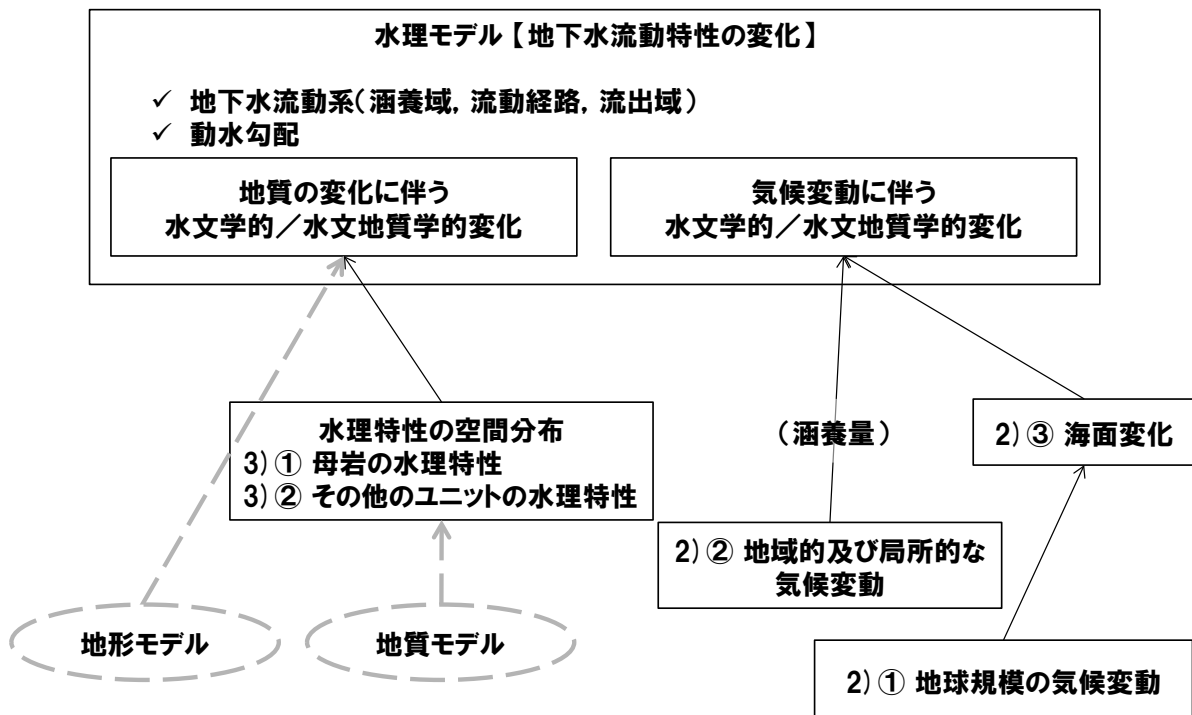 水理モデル【地下水流動特性の変化】
✓ 地下水流動系(涵養域, 流動経路, 流出域)
✓ 動水勾配
地質の変化に伴う
水文学的/水文地質学的変化
気候変動に伴う
水文学的/水文地質学的変化
水理特性の空間分布
3)① 母岩の水理特性
3)② その他のユニットの水理特性
(涵養量)
2)③ 海面変化
2)② 地域的及び局所的な
気候変動
地形モデル
地質モデル
2)① 地球規模の気候変動